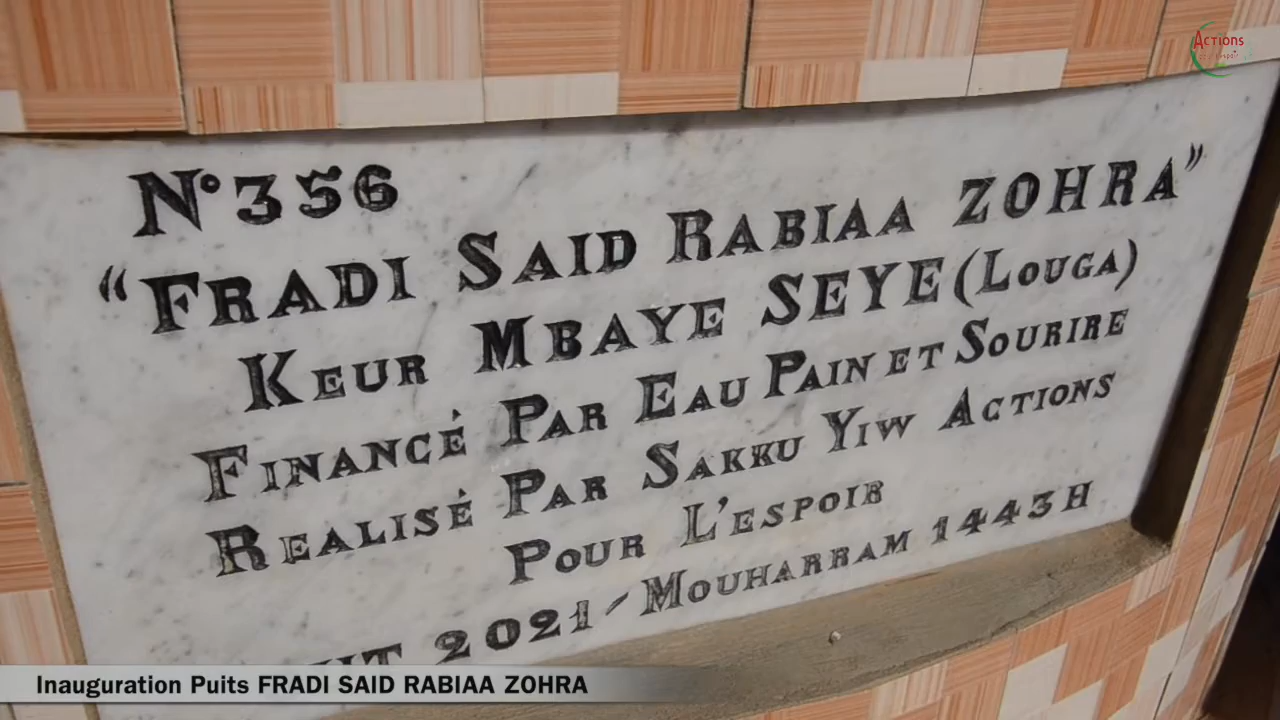 Actions
N°356
“FRADI SAID RABIAA ZOHRA”
KEUR MBAYE SEYE (LOUGA)
FINANCÉ PAR EAU PAIN ET SOURIRE
REALISÉ PAR SAKKU YIW ACTIONS
POUR L'ESPOIR
2021/MOUHARRAM 1443H
Inauguration Puits FRADI SAID RABIAA ZOHRA